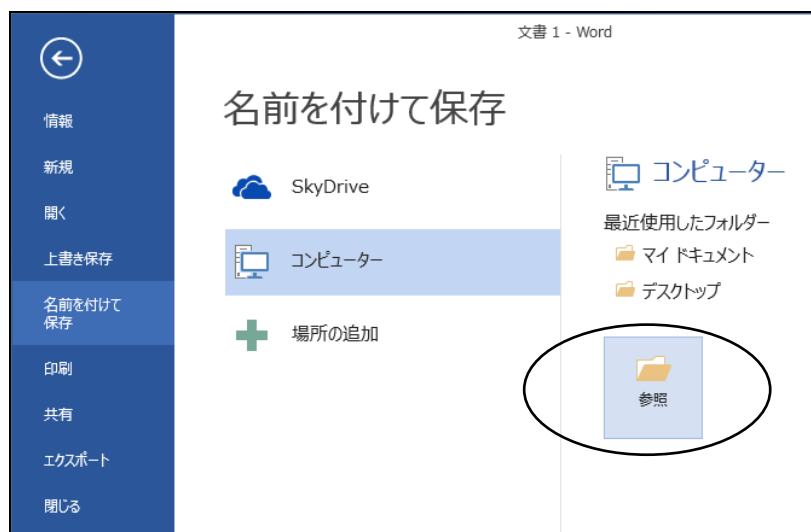 文書 1 - Word
情報
新規
開く
上書き保存
名前を付けて
保存
印刷
共有
エクスポート
閉じる
名前を付けて保存
SkyDrive
コンピューター
場所の追加
コンピューター
最近使用したフォルダー
マイ ドキュメント
デスクトップ
参照